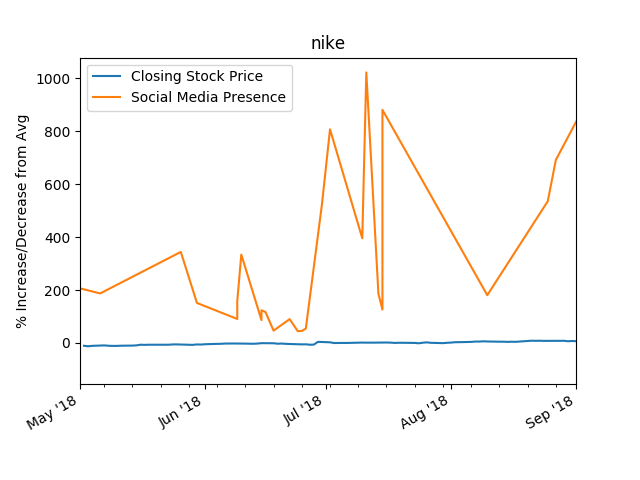 nike
Closing Stock Price
Social Media Presence
% Increase/Decrease from Avg
1000
800
600
400
200
0
May '18
Jun '18
Jul '18
Aug '18
Sep '18